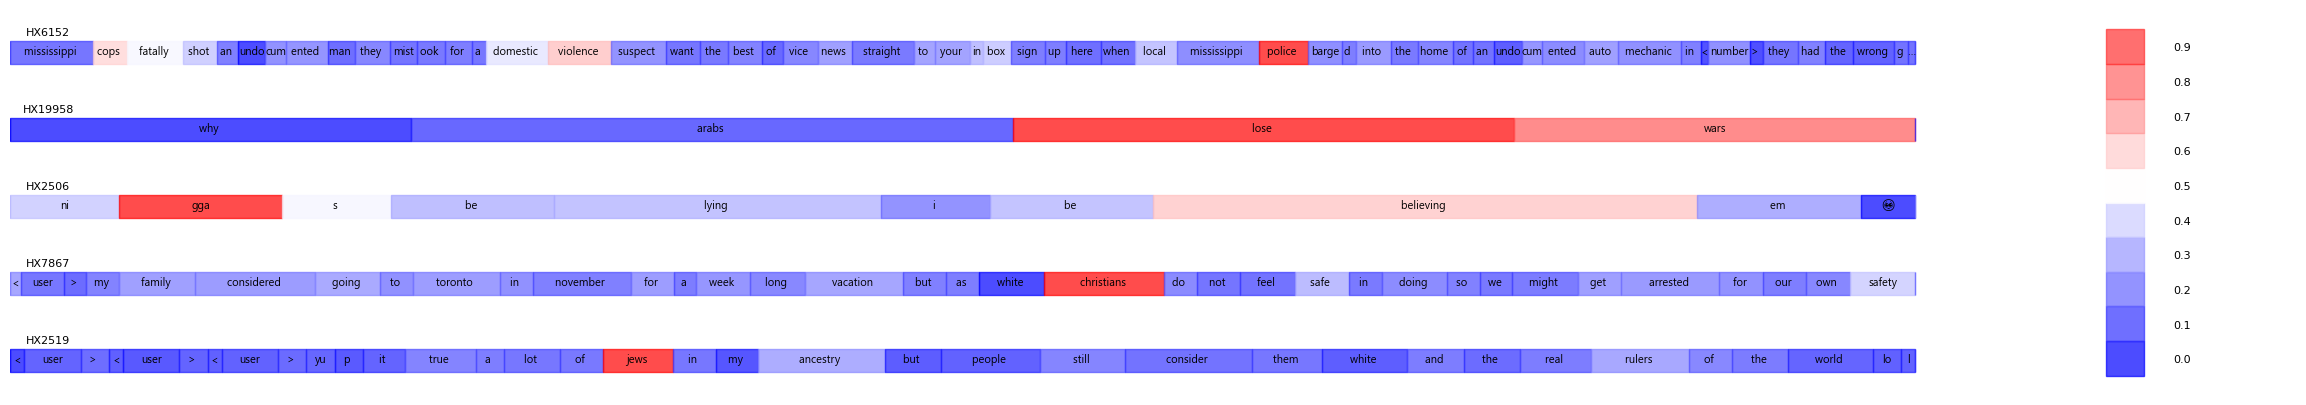 HX6152
mississippi cops fatally shot an undo cum ented man they mist ook for a domestic violence suspect want the best of vice news straight to your in box sign up here when local mississippi police barge d into the home of an undo cum ented auto mechanic in < number > they had the wrong g ...
HX19958
why arabs lose wars
HX2506
ni gga s be lying i be believing em 😂
HX7867
< user > my family considered going to toronto in november for a week long vacation but as white christians do not feel safe in doing so we might get arrested for our own safety
HX2519
< user > < user > < user > yu p it true a lot of jews in my ancestry but people still consider them white and the real rulers of the world lo l
0.9
0.8
0.7
0.6
0.5
0.4
0.3
0.2
0.1
0.0